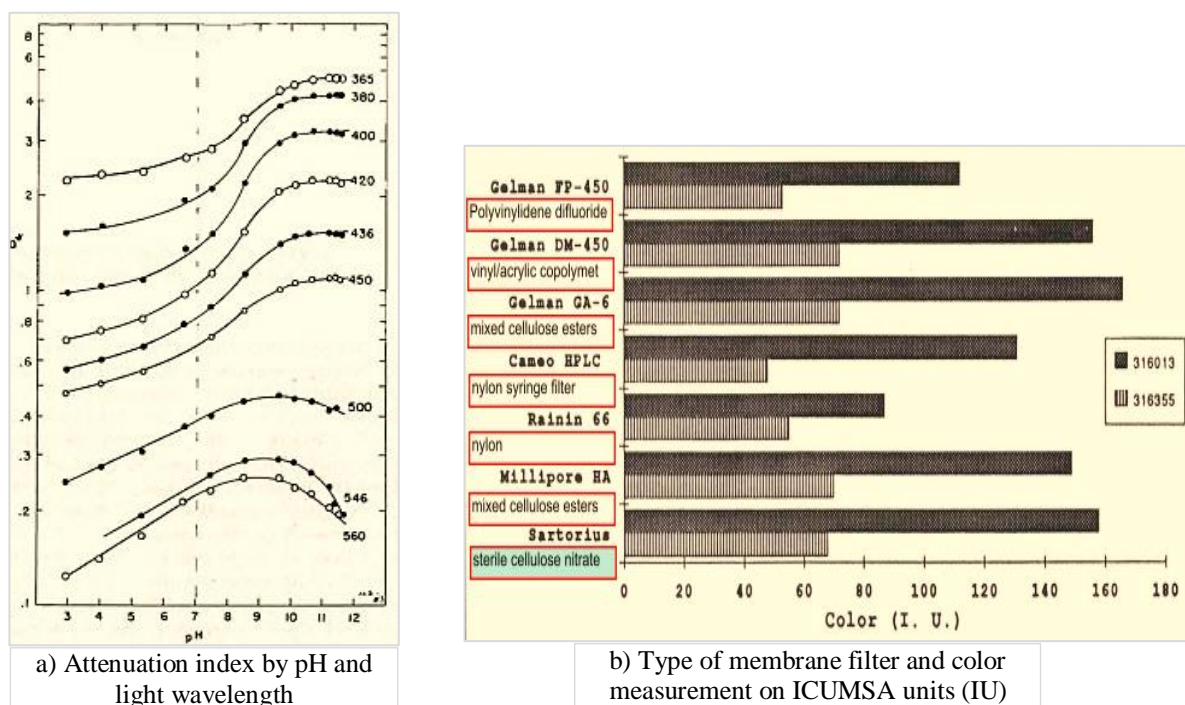 8
4
3
2
1
.8
.6
.4
.3
.2
.1
365
380
400
420
436
450
500
546
560
3 4 5 6 7 8 9 10 11 12
pH
a) Attenuation index by pH and
light wavelength
Gelman FP-450
Polyvinylidene difluoride
Gelman DM-450
vinyl/acrylic copolymet
Gelman GA-6
mixed cellulose esters
Cameo HPLC
nylon syringe filter
Rainin 66
nylon
Millipore HA
mixed cellulose esters
Sartorius
sterile cellulose nitrate
316013
316355
0 20 40 60 80 100 120 140 160 180
Color (I. U.)
b) Type of membrane filter and color
measurement on ICUMSA units (IU)